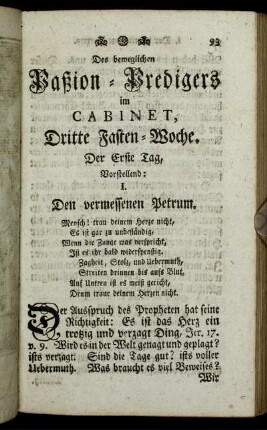 93
Des beweglichen
Paßion-Predigers
im
CABINET,
Dritte Fasten-Woche.
Der Erste Tag,
Vorstellend:
I.
Den vermessenen Petrum.
Mensch! trau deinem Herze nicht,
Es ist gar zu unbeständig,
Wenn die Zunge was verspricht,
Ist es ihr bald widerspenstig.
Zagheit, Stolz und Uebermuth,
Streiten drinnen bis aufs Blut,
Auf Untreu ist es meist gericht,
Drum traue deinem Herzen nicht.
Der Ausspruch des Propheten hat seine
Richtigkeit: Es ist das Herz ein
trotzig und verzagt Ding, Jer. 17.
v. 9. Wird es in der Welt genagt und geplagt?
ists verzagt. Sind die Tage gut? ists voller
Uebermuth. Was braucht es viel Beweises?
Wir